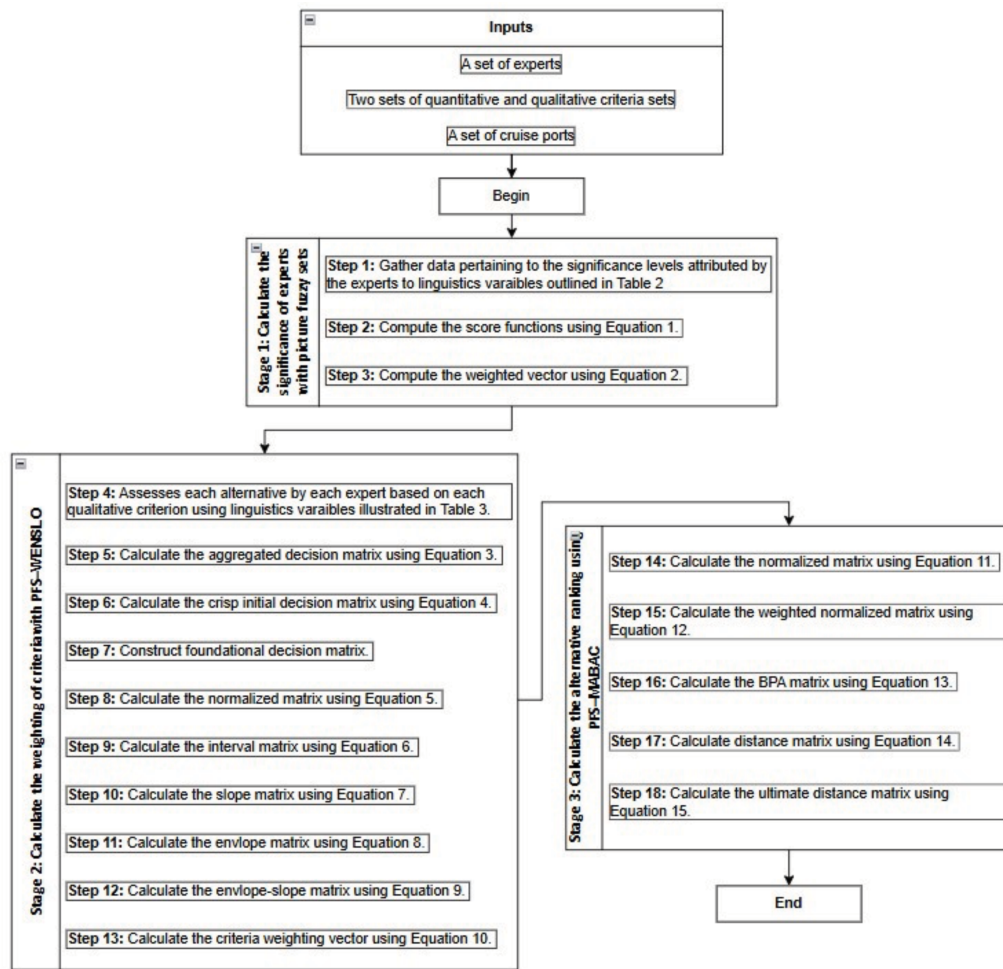 Inputs
A set of experts
Two sets of quantitative and qualitative criteria sets
A set of cruise ports
Begin
Stage 1: Calculate the
significance of experts
with picture fuzzy sets
Step 1: Gather data pertaining to the significance levels attributed by
the experts to linguistics varaibles outlined in Table 2
Step 2: Compute the score functions using Equation 1.
Step 3: Compute the weighted vector using Equation 2.
Stage 2: Calculate the weighting of criteria with PFS-WENSLO
Step 4: Assesses each alternative by each expert based on each
qualitative criterion using linguistics varaibles illustrated in Table 3.
Step 5: Calculate the aggregated decision matrix using Equation 3.
Step 6: Calculate the crisp initial decision matrix using Equation 4.
Step 7: Construct foundational decision matrix.
Step 8: Calculate the normalized matrix using Equation 5.
Step 9: Calculate the interval matrix using Equation 6.
Step 10: Calculate the slope matrix using Equation 7.
Step 11: Calculate the envlope matrix using Equation 8.
Step 12: Calculate the envlope-slope matrix using Equation 9.
Step 13: Calculate the criteria weighting vector using Equation 10.
Stage 3: Calculate the alternative ranking using
PFS-MABAC
Step 14: Calculate the normalized matrix using Equation 11.
Step 15: Calculate the weighted normalized matrix using
Equation 12.
Step 16: Calculate the BPA matrix using Equation 13.
Step 17: Calculate distance matrix using Equation 14.
Step 18: Calculate the ultimate distance matrix using
Equation 15.
End